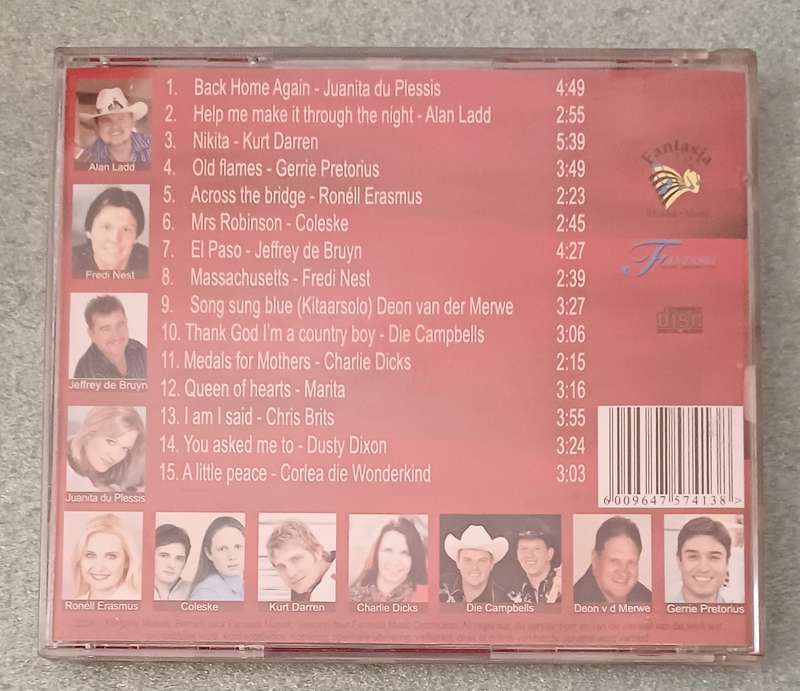 1. Back Home Again - Juanita du Plessis 4:49
2. Help me make it through the night - Alan Ladd 2:55
3. Nikita - Kurt Darren 5:39
4. Old flames - Gerrie Pretorius 3:49
5. Across the bridge - Ronéll Erasmus 2:23
6. Mrs Robinson - Coleske 2:45
7. El Paso - Jeffrey de Bruyn 4:27
8. Massachusetts - Fredi Nest 2:39
9. Song sung blue (Kitaarsolo) Deon van der Merwe 3:27
10. Thank God I'm a country boy - Die Campbells 3:06
11. Medals for Mothers - Charlie Dicks 2:15
12. Queen of hearts - Marita 3:16
13. I am I said - Chris Brits 3:55
14. You asked me to - Dusty Dixon 3:24
15. A little peace - Corlea die Wonderkind 3:03
Alan Ladd
Fredi Nest
Jeffrey de Bruyn
Juanita du Plessis
Fantasia
disc
6009647574138>
Ronéll Erasmus
Coleske
Kurt Darren
Charlie Dicks
Die Campbells
Deon v d Merwe
Gerrie Pretorius